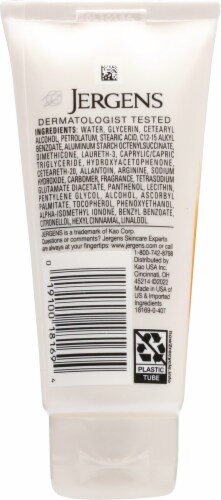 JERGENS
DERMATOLOGIST TESTED
INGREDIENTS: WATER, GLYCERIN, CETEARYL
ALCOHOL, PETROLATUM, STEARIC ACID, C12-15 ALKYL
BENZOATE, ALUMINUM STARCH OCTENYLSUCCINATE,
DIMETHICONE, LAURETH-3, CAPRYLIC/CAPRIC
TRIGLYCERIDE, HYDROXYACETOPHENONE,
CETEARETH-20, ALLANTOIN, ARGININE, SODIUM
HYDROXIDE, CARBOMER, FRAGRANCE, TETRASODIUM
GLUTAMATE DIACETATE, PANTHENOL, LECITHIN,
PENTYLENE GLYCOL, ALCOHOL, ASCORBYL
PALMITATE, TOCOPHEROL, PHENOXYETHANOL,
ALPHA-ISOMETHYL IONONE, BENZYL BENZOATE,
CITRONELLOL, HEXYL CINNAMAL, LINALOOL
JERGENS is a trademark of Kao Corp.
Questions or comments? Jergens Skincare Experts
are always at your fingertips: www.jergens.com or call
1-800-742-8798
Distributed by
Kao USA Inc.
Cincinnati, OH
45214 ©2022
Made in USA of
US & Imported
Ingredients
18169-0-407
0 19100 18169 4
PLASTIC
TUBE
how2recycle.info